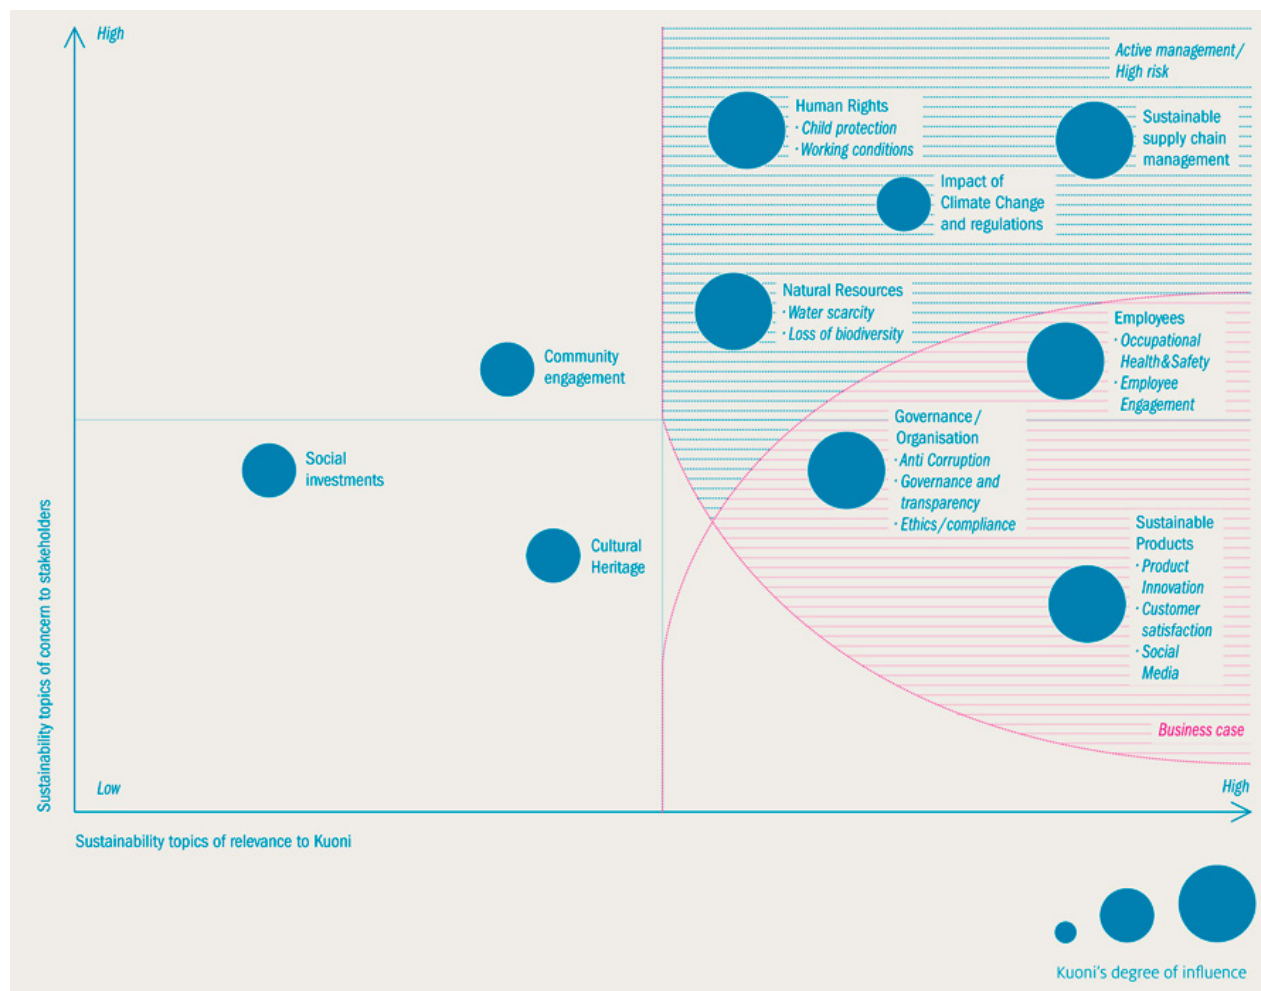 High
Active management/
High risk
Human Rights
· Child protection
· Working conditions
Sustainable
supply chain
management
Impact of
Climate Change
and regulations
Natural Resources
· Water scarcity
· Loss of biodiversity
Employees
· Occupational
Health&Safety
· Employee
Engagement
Community
engagement
Governance/
Organisation
· Anti Corruption
· Governance and
transparency
· Ethics/compliance
Social
investments
Cultural
Heritage
Sustainable
Products
· Product
Innovation
· Customer
satisfaction
· Social
Media
Business case
Sustainability topics of concern to stakeholders
Low
High
Sustainability topics of relevance to Kuoni
Kuoni's degree of influence